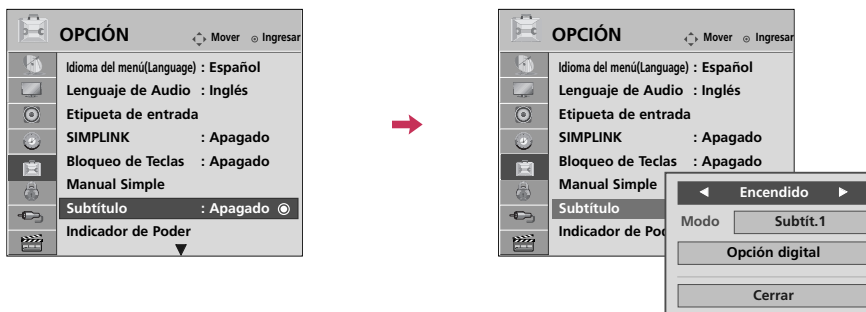 OPCIÓN Mover Ingresar
Idioma del menú(Language) : Español
Lenguaje de Audio : Inglés
Etipueta de entrada
SIMPLINK : Apagado
Bloqueo de Teclas : Apagado
Manual Simple
Subtítulo : Apagado
Indicador de Poder
OPCIÓN Mover Ingresar
Idioma del menú(Language) : Español
Lenguaje de Audio : Inglés
Etipueta de entrada
SIMPLINK : Apagado
Bloqueo de Teclas : Apagado
Manual Simple
Subtítulo
Indicador de Po
Encendido
Modo Subtít.1
Opción digital
Cerrar